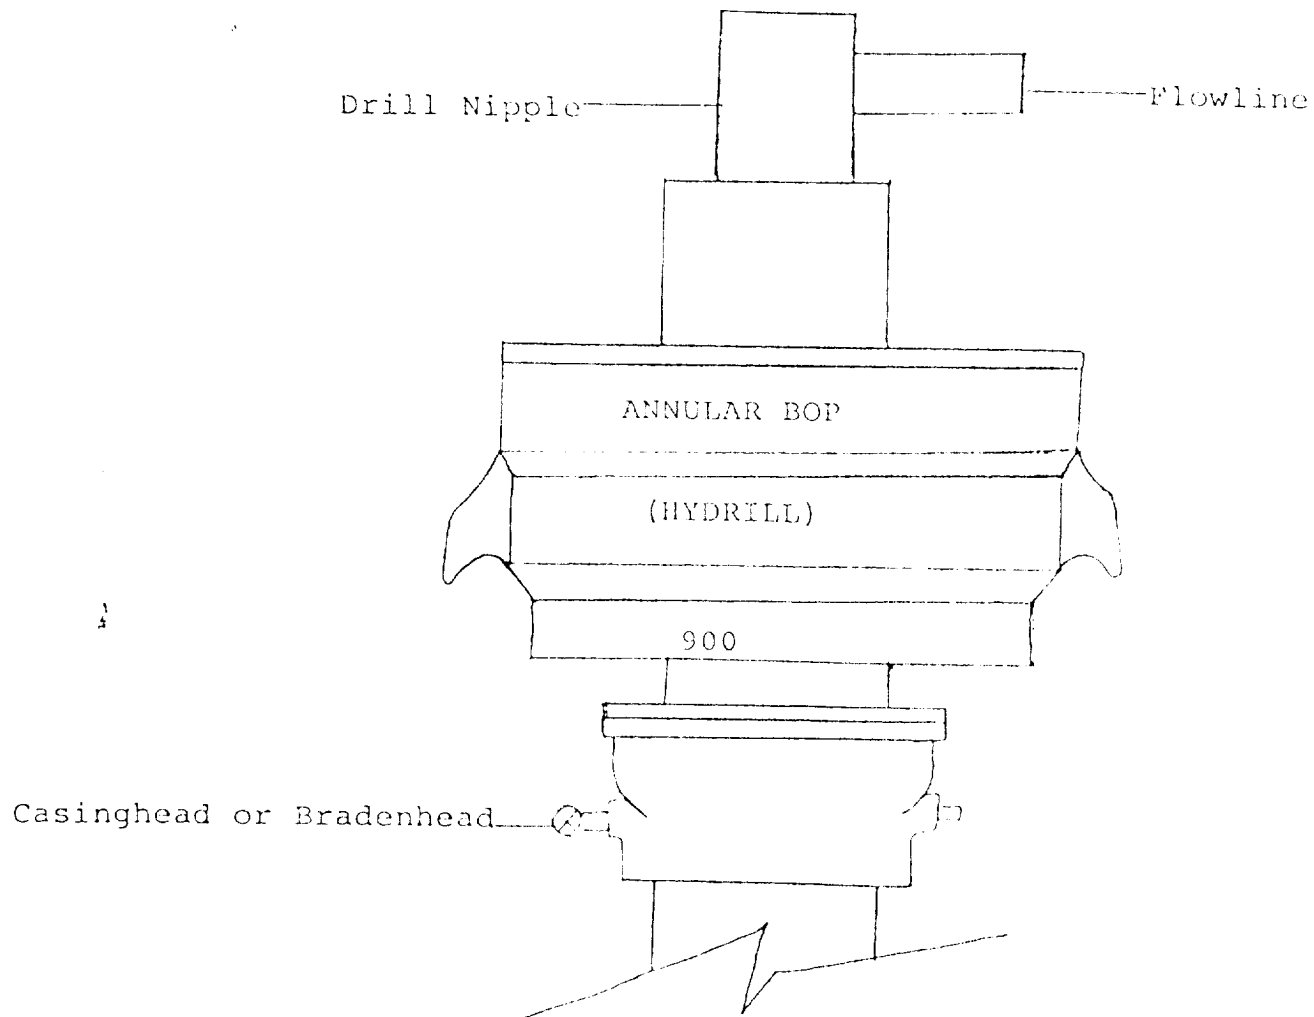 Drill Nipple
Flowline
ANNULAR BOP
(HYDRILL)
900
Casinghead or Bradenhead